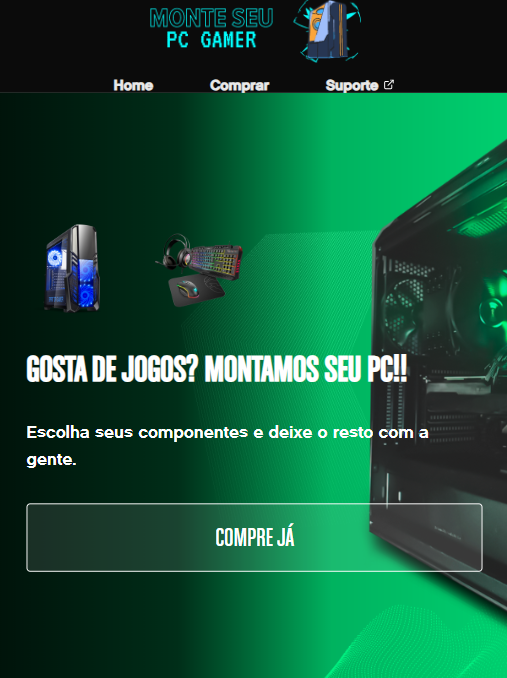 MONTE SEU
PC GAMER
Home
Comprar
Suporte
GOSTA DE JOGOS? MONTAMOS SEU PC!!
Escolha seus componentes e deixe o resto com a
gente.
COMPRE JÁ